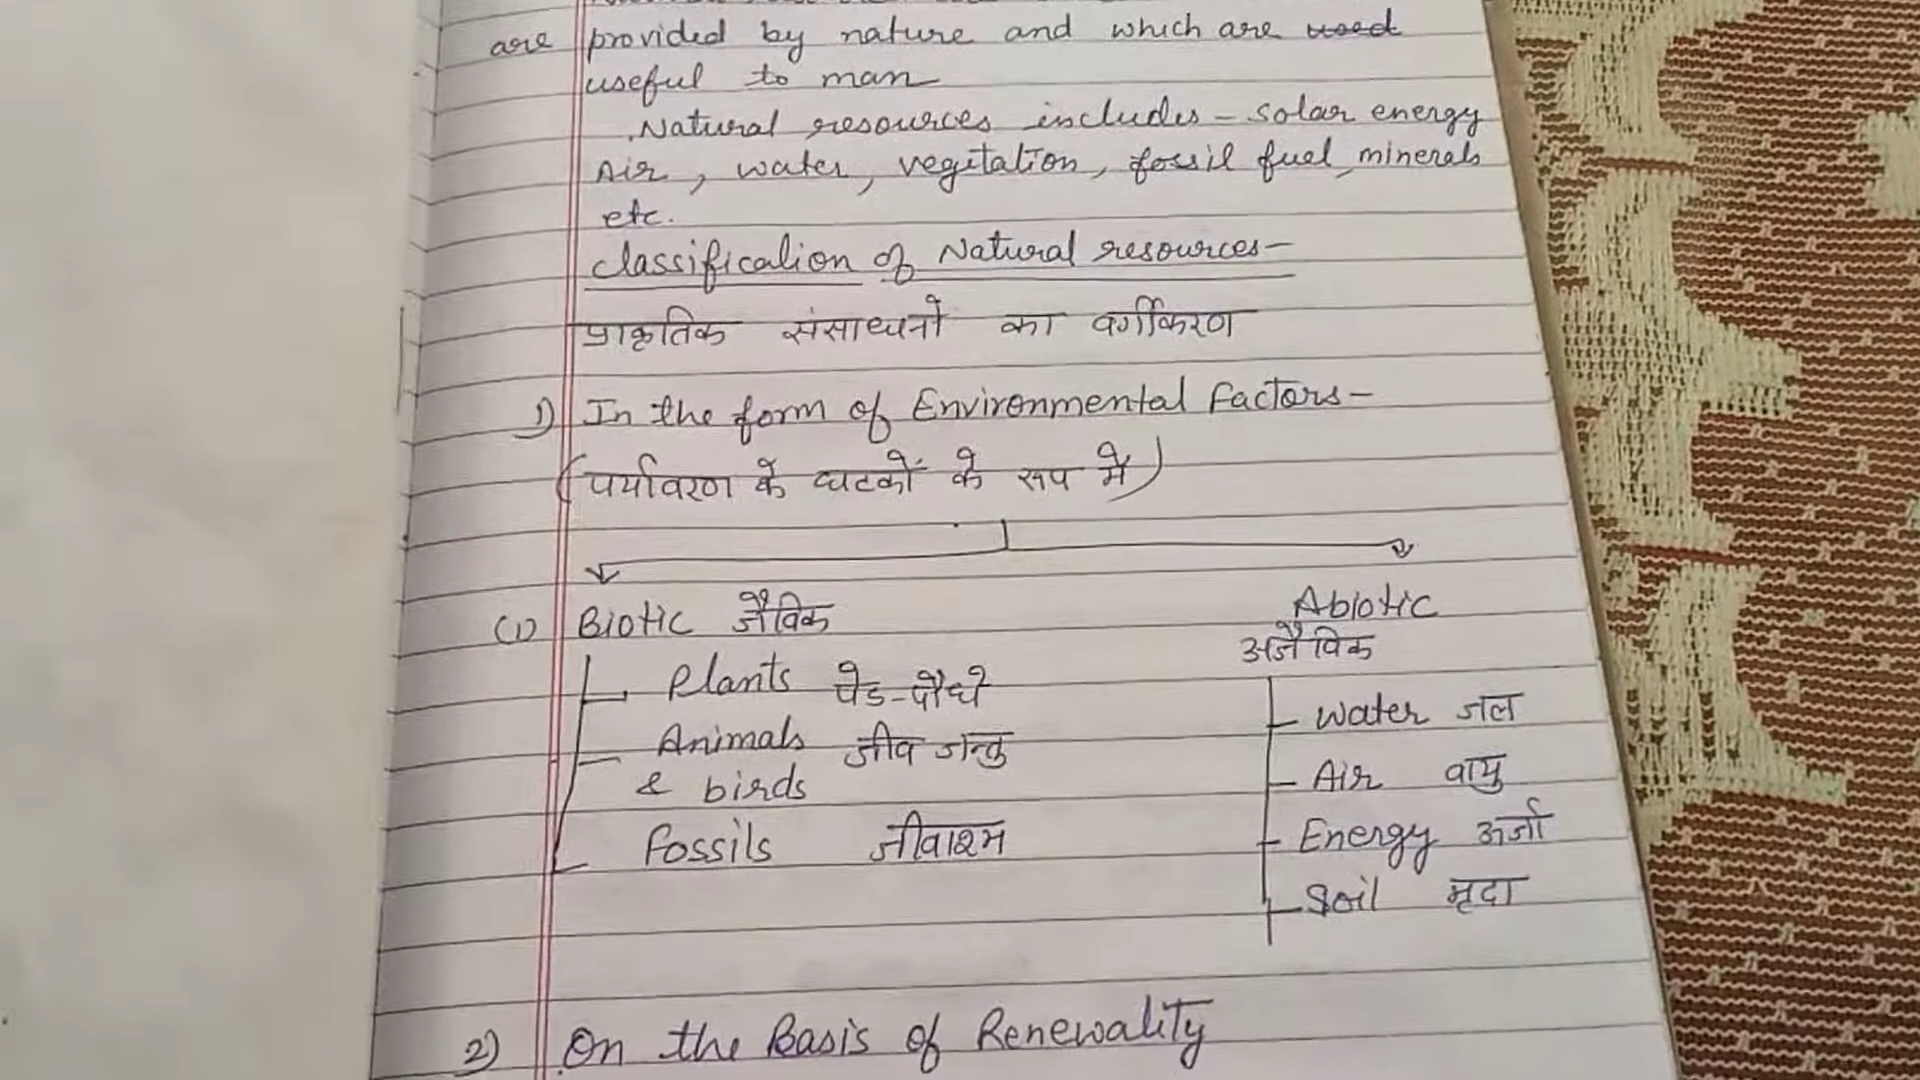 are provided by nature and which are used
useful to man
Natural resources includes - solar energy
Air, water, vegitation, fossil fuel, minerals
etc.
classification of Natural resources-
प्राकृतिक संसाधनो का वर्गीकिरण
1) In the form of Environmental factors-
(पर्यावरण के घटकों के रूप में)
(1) Biotic जैविक
Abiotic
अजैविक
Plants पेड-पौधे
Water जल
Animals जीव जन्तु
& birds
Air वायु
fossils जीवाश्म
Energy ऊर्जा
Soil मृदा
2) On the Basis of Renewality